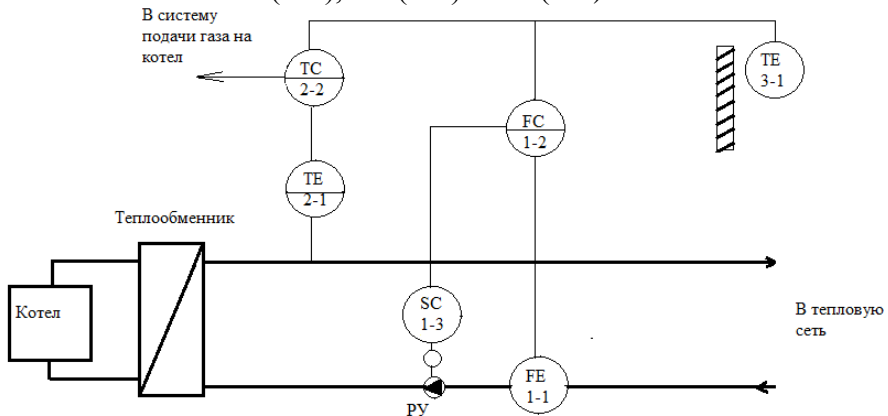 В систему
подачи газа на
котел
TC
2-2
TE
3-1
FC
1-2
TE
2-1
Теплообменник
Котел
SC
1-3
В тепловую
сеть
FE
1-1
РУ